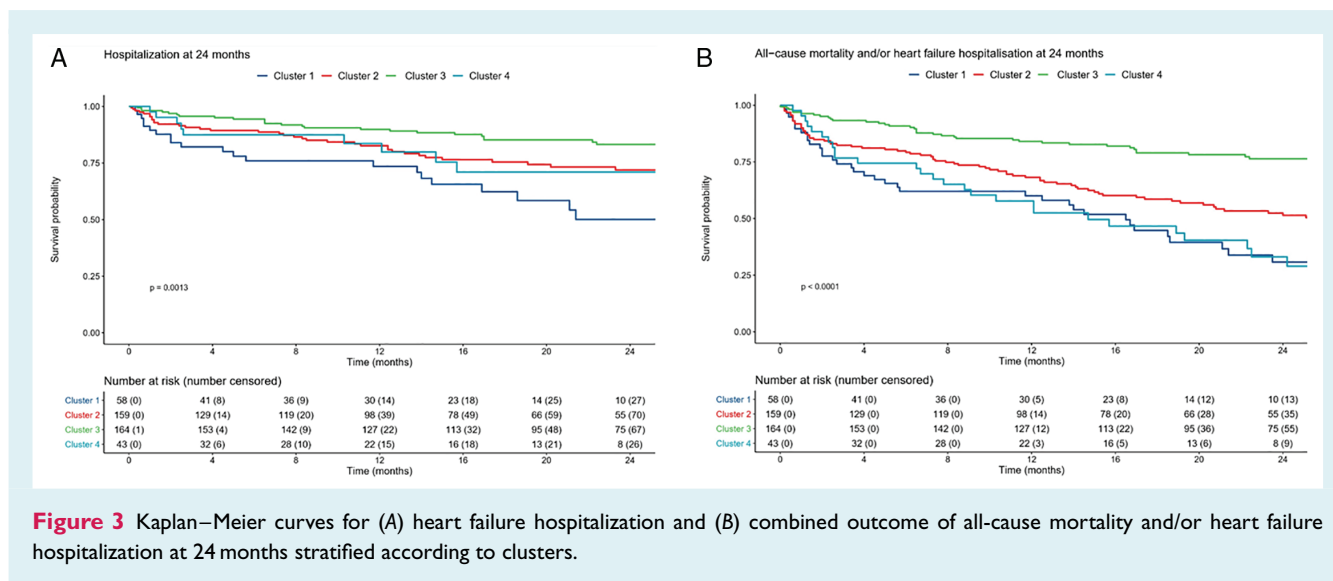 A
Hospitalization at 24 months
Cluster 1 Cluster 2 Cluster 3 Cluster 4
Survival probability
1.00
0.75
0.50
0.25
0.00
p = 0.0013
0 4 8 12 16 20 24
Time (months)
Number at risk (number censored)
Cluster 1 58 (0) 41 (8) 36 (9) 30 (14) 23 (18) 14 (25) 10 (27)
Cluster 2 159 (0) 129 (14) 119 (20) 98 (39) 78 (49) 66 (59) 55 (70)
Cluster 3 164 (1) 153 (4) 142 (9) 127 (22) 113 (32) 95 (48) 75 (67)
Cluster 4 43 (0) 32 (6) 28 (10) 22 (15) 16 (18) 13 (21) 8 (26)
0 4 8 12 16 20 24
Time (months)
B
All−cause mortality and/or heart failure hospitalisation at 24 months
Cluster 1 Cluster 2 Cluster 3 Cluster 4
Survival probability
1.00
0.75
0.50
0.25
0.00
p < 0.0001
0 4 8 12 16 20 24
Time (months)
Number at risk (number censored)
Cluster 1 58 (0) 41 (0) 36 (0) 30 (5) 23 (8) 14 (12) 10 (13)
Cluster 2 159 (0) 129 (0) 119 (0) 98 (14) 78 (20) 66 (28) 55 (35)
Cluster 3 164 (0) 153 (0) 142 (0) 127 (12) 113 (22) 95 (36) 75 (55)
Cluster 4 43 (0) 32 (0) 28 (0) 22 (3) 16 (5) 13 (6) 8 (9)
0 4 8 12 16 20 24
Time (months)
Figure 3 Kaplan–Meier curves for (A) heart failure hospitalization and (B) combined outcome of all-cause mortality and/or heart failure
hospitalization at 24 months stratified according to clusters.